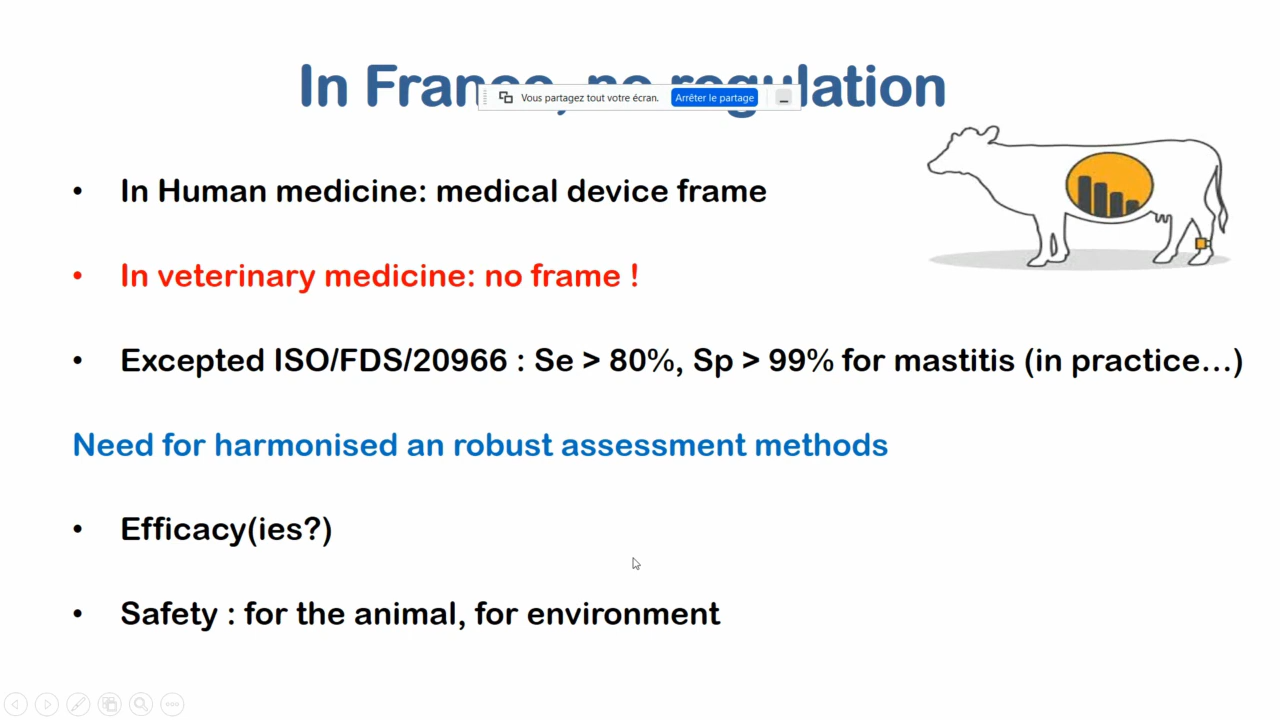 In France, no regulation
Vous partagez tout votre écran. Arrêter le partage
• In Human medicine: medical device frame
• In veterinary medicine: no frame !
• Excepted ISO/FDS/20966 : Se > 80%, Sp > 99% for mastitis (in practice...)
Need for harmonised an robust assessment methods
• Efficacy(ies?)
• Safety : for the animal, for environment